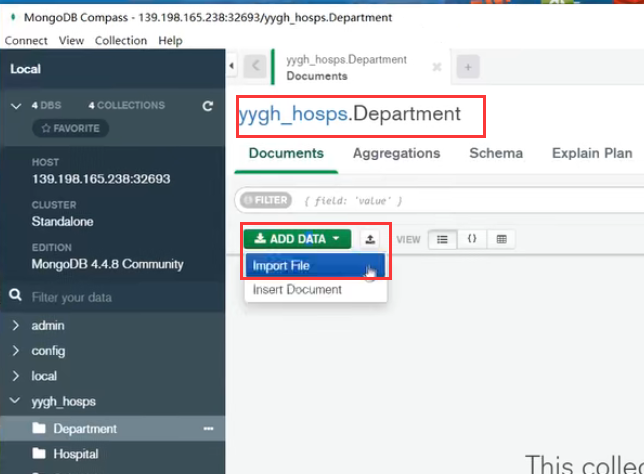 MongoDB Compass - 139.198.165.238:32693/yygh_hosps.Department
Connect View Collection Help
Local
yygh_hosps.Department
Documents
4 DBS 4 COLLECTIONS
FAVORITE
yygh_hosps.Department
HOST
139.198.165.238:32693
Documents Aggregations Schema Explain Plan
CLUSTER
Standalone
FILTER { field: 'value' }
EDITION
MongoDB 4.4.8 Community
ADD DATA VIEW {}
Import File
Insert Document
Filter your data
admin
config
local
yygh_hosps
Department
Hospital
This